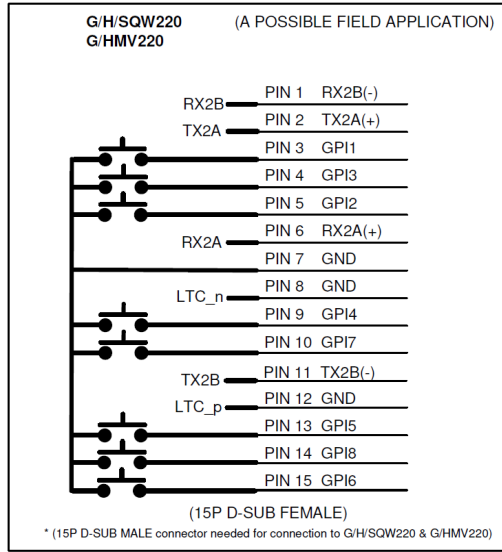 G/H/SQW220 (A POSSIBLE FIELD APPLICATION)
G/HMV220
RX2B PIN 1 RX2B(-)
TX2A PIN 2 TX2A(+)
PIN 3 GPI1
PIN 4 GPI3
PIN 5 GPI2
RX2A PIN 6 RX2A(+)
PIN 7 GND
LTC_n PIN 8 GND
PIN 9 GPI4
PIN 10 GPI7
TX2B PIN 11 TX2B(-)
LTC_p PIN 12 GND
PIN 13 GPI5
PIN 14 GPI8
PIN 15 GPI6
(15P D-SUB FEMALE)
* (15P D-SUB MALE connector needed for connection to G/H/SQW220 & G/HMV220)